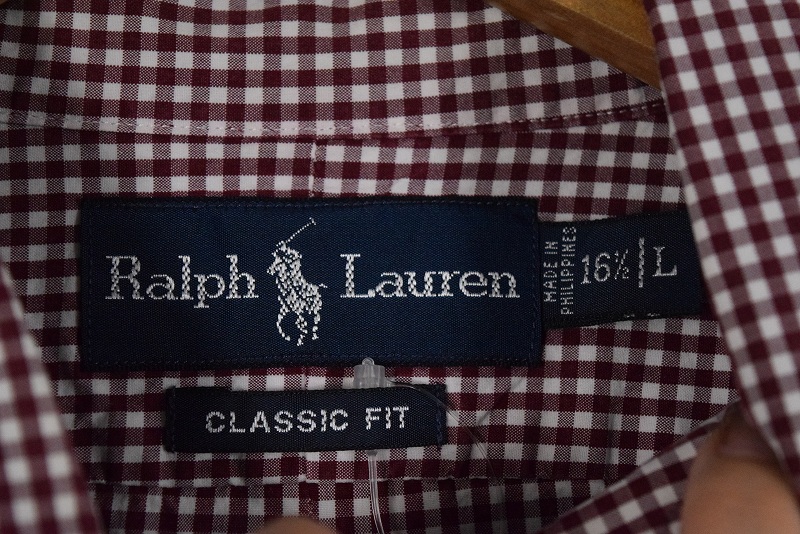 Ralph Lauren
MADE IN
PHILIPPINES
16½ L
CLASSIC FIT